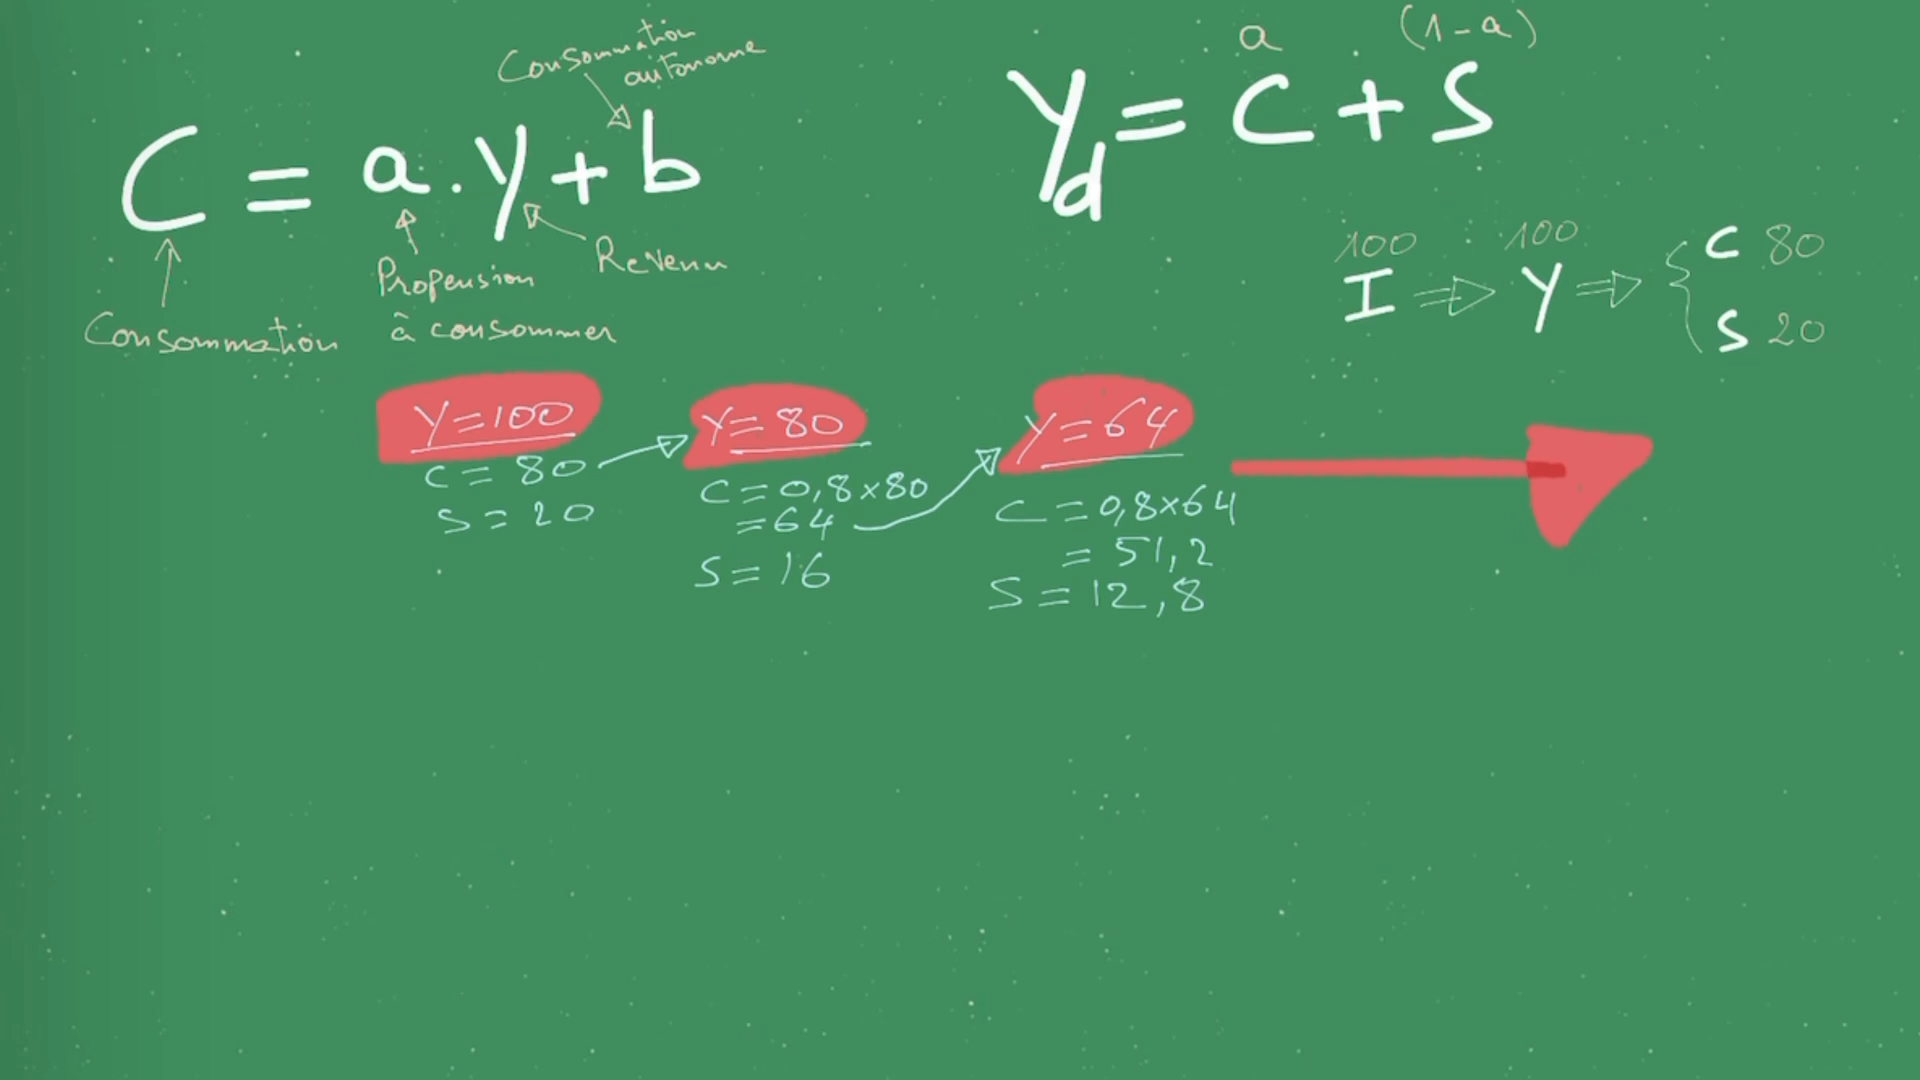 Consommation
autonome
C = a.y+b
Propension
à consommer
Revenu
Consommation
a (1-a)
Yd = C + S
100 100
I ⇒ Y ⇒ { C 80
S 20
Y=100
C = 80
S = 20
Y= 80
C=0,8×80
=64
S=16
Y=64
C=0,8×64
= 51,2
S=12,8